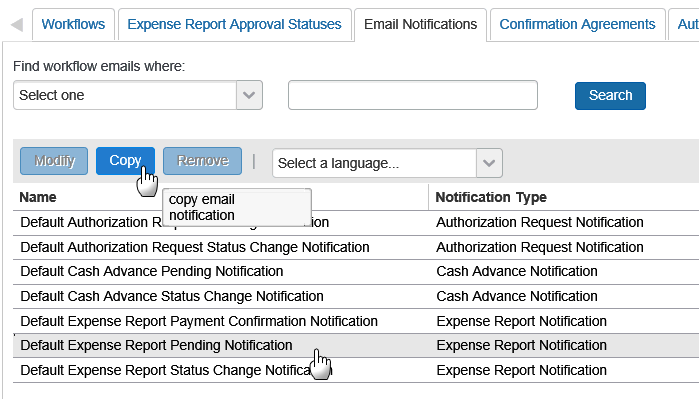 Workflows Expense Report Approval Statuses Email Notifications Confirmation Agreements Aut
Find workflow emails where:
Select one Search
Modify Copy Remove | Select a language...
copy email
notification
Name Notification Type
Default Authorization Re Notification Authorization Request Notification
Default Authorization Request Status Change Notification Authorization Request Notification
Default Cash Advance Pending Notification Cash Advance Notification
Default Cash Advance Status Change Notification Cash Advance Notification
Default Expense Report Payment Confirmation Notification Expense Report Notification
Default Expense Report Pending Notification Expense Report Notification
Default Expense Report Status Change Notification Expense Report Notification